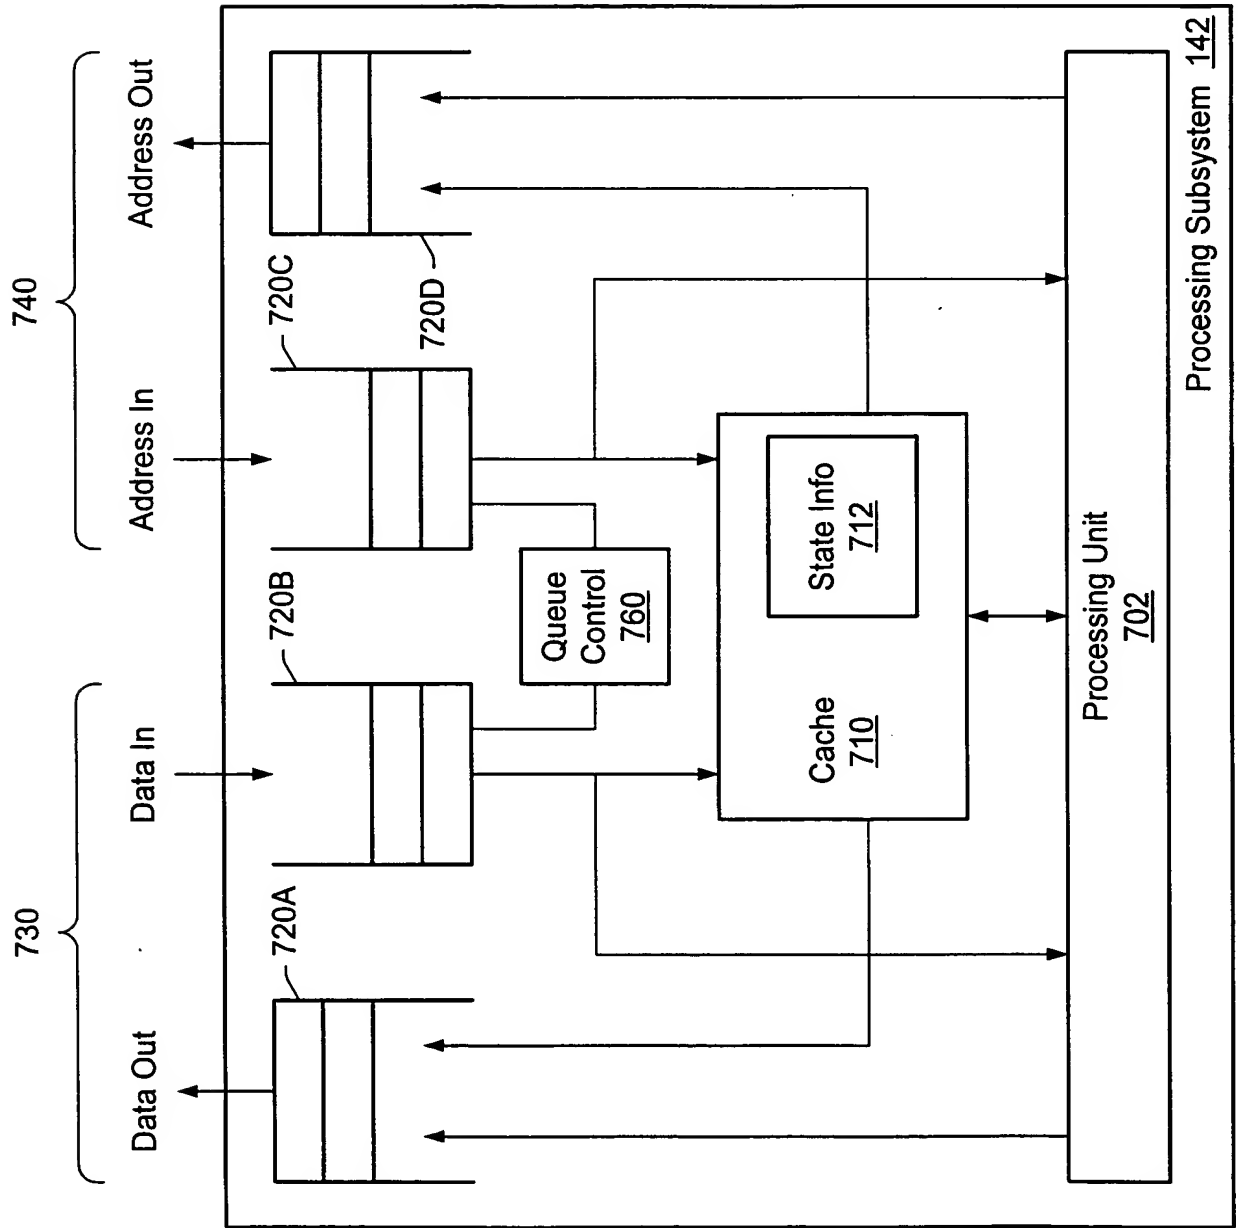 730
740
Data Out
Data In
Address In
Address Out
720A
720B
720C
720D
Queue
Control
760
Cache
710
State Info
712
Processing Unit
702
Processing Subsystem 142